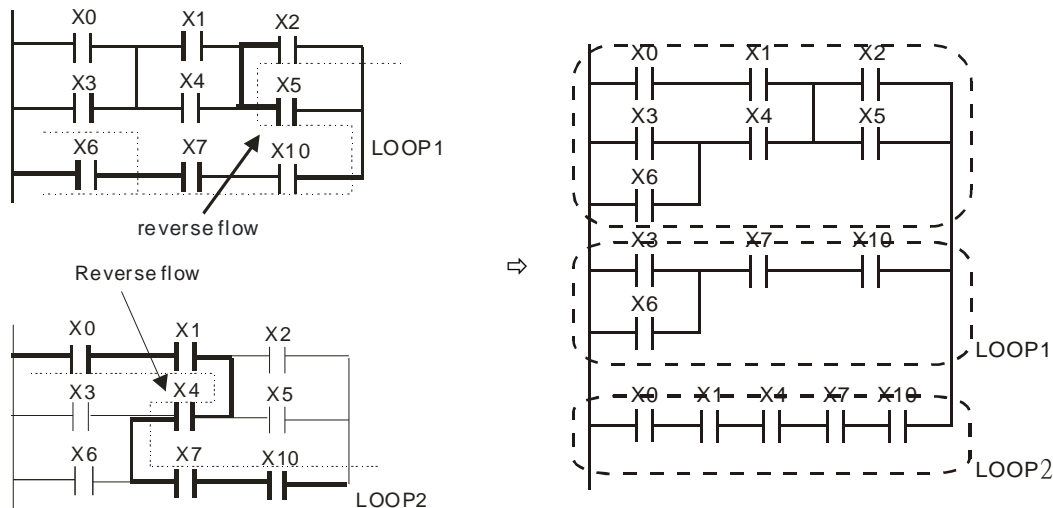 X0 X1 X2
X3 X4 X5
X6 X7 X10
LOOP1
reverse flow
Reverse flow
X0 X1 X2
X3 X4 X5
X6 X7 X10
LOOP2
⇨
X0 X1 X2
X3 X4 X5
X6
X3 X7 X10
X6
LOOP1
X0 X1 X4 X7 X10
LOOP2